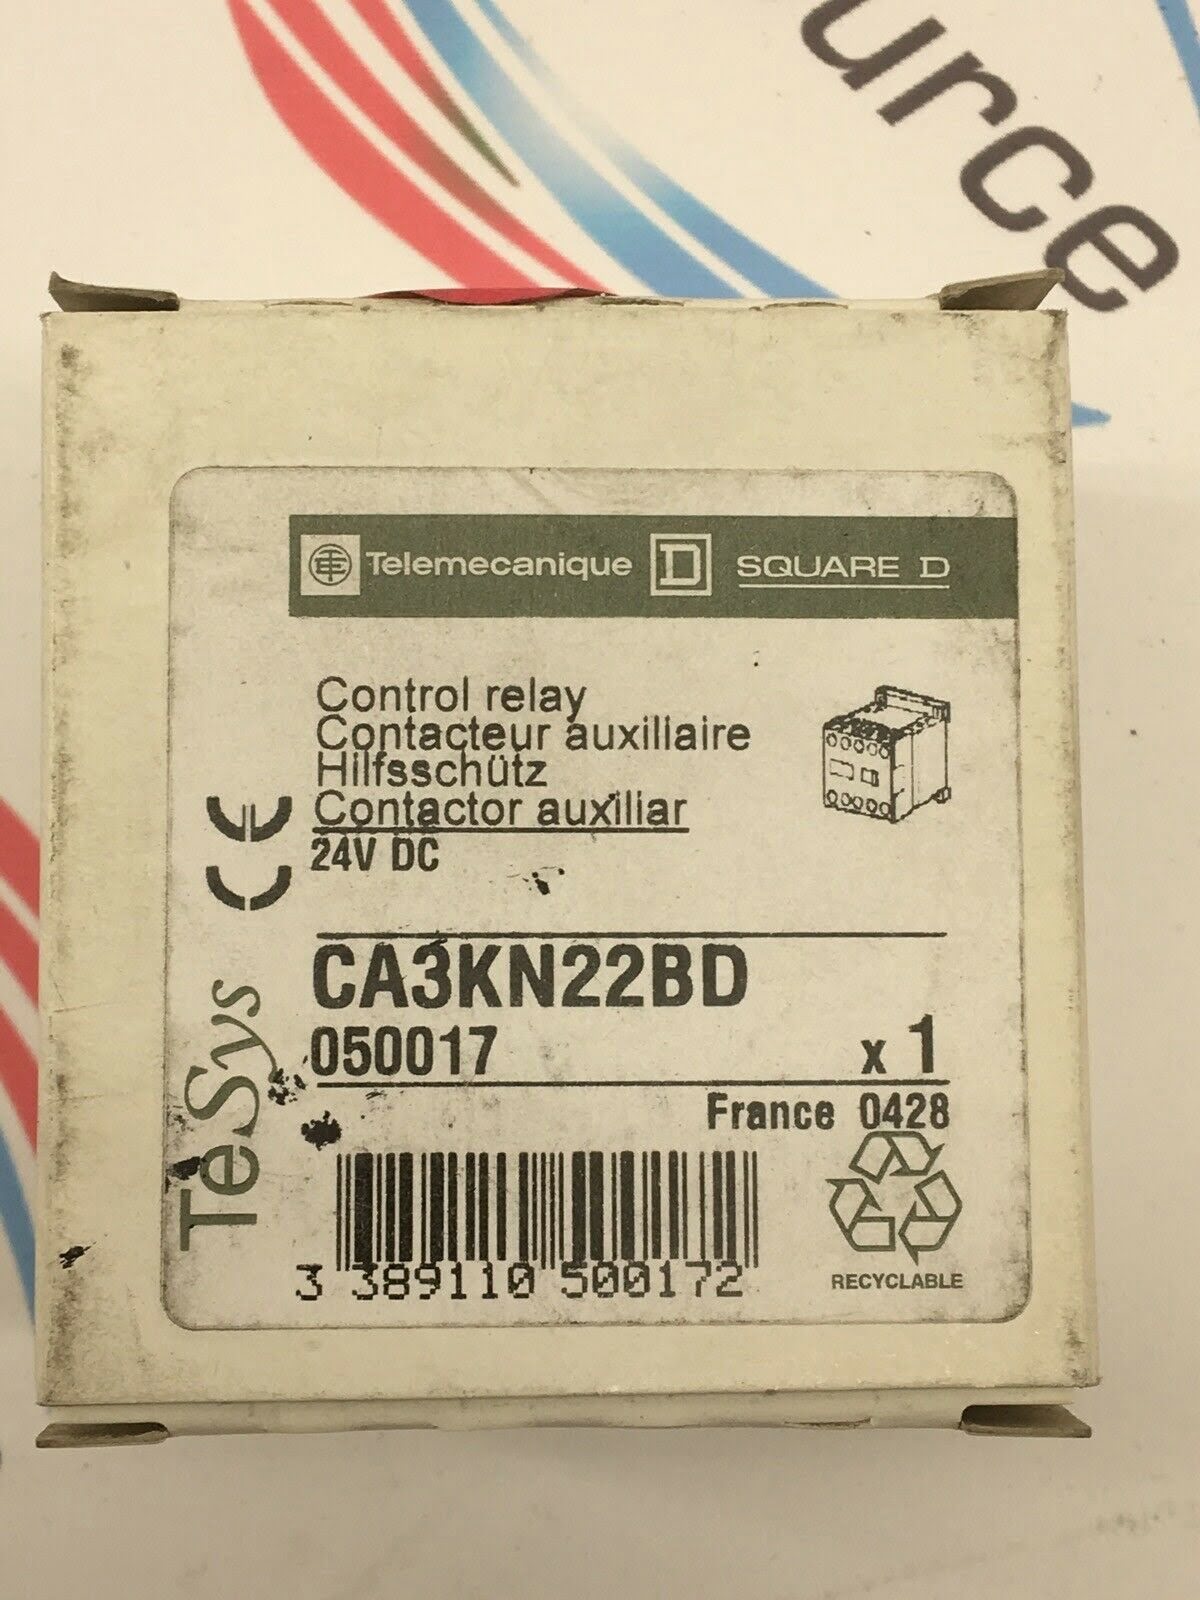 urce
Telemecanique D SQUARE D
Control relay
Contacteur auxiliaire
Hilfsschütz
Contactor auxiliar
24V DC
CE
CA3KN22BD
050017 x 1
France 0428
TeSys
3 389110 500172
RECYCLABLE